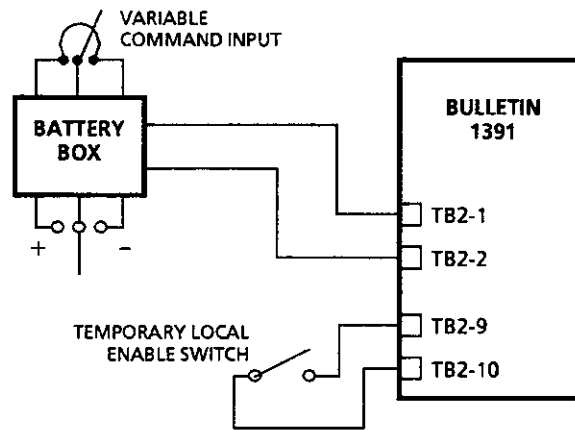 VARIABLE
COMMAND INPUT
BATTERY
BOX
+ -
BULLETIN
1391
TB2-1
TB2-2
TB2-9
TB2-10
TEMPORARY LOCAL
ENABLE SWITCH